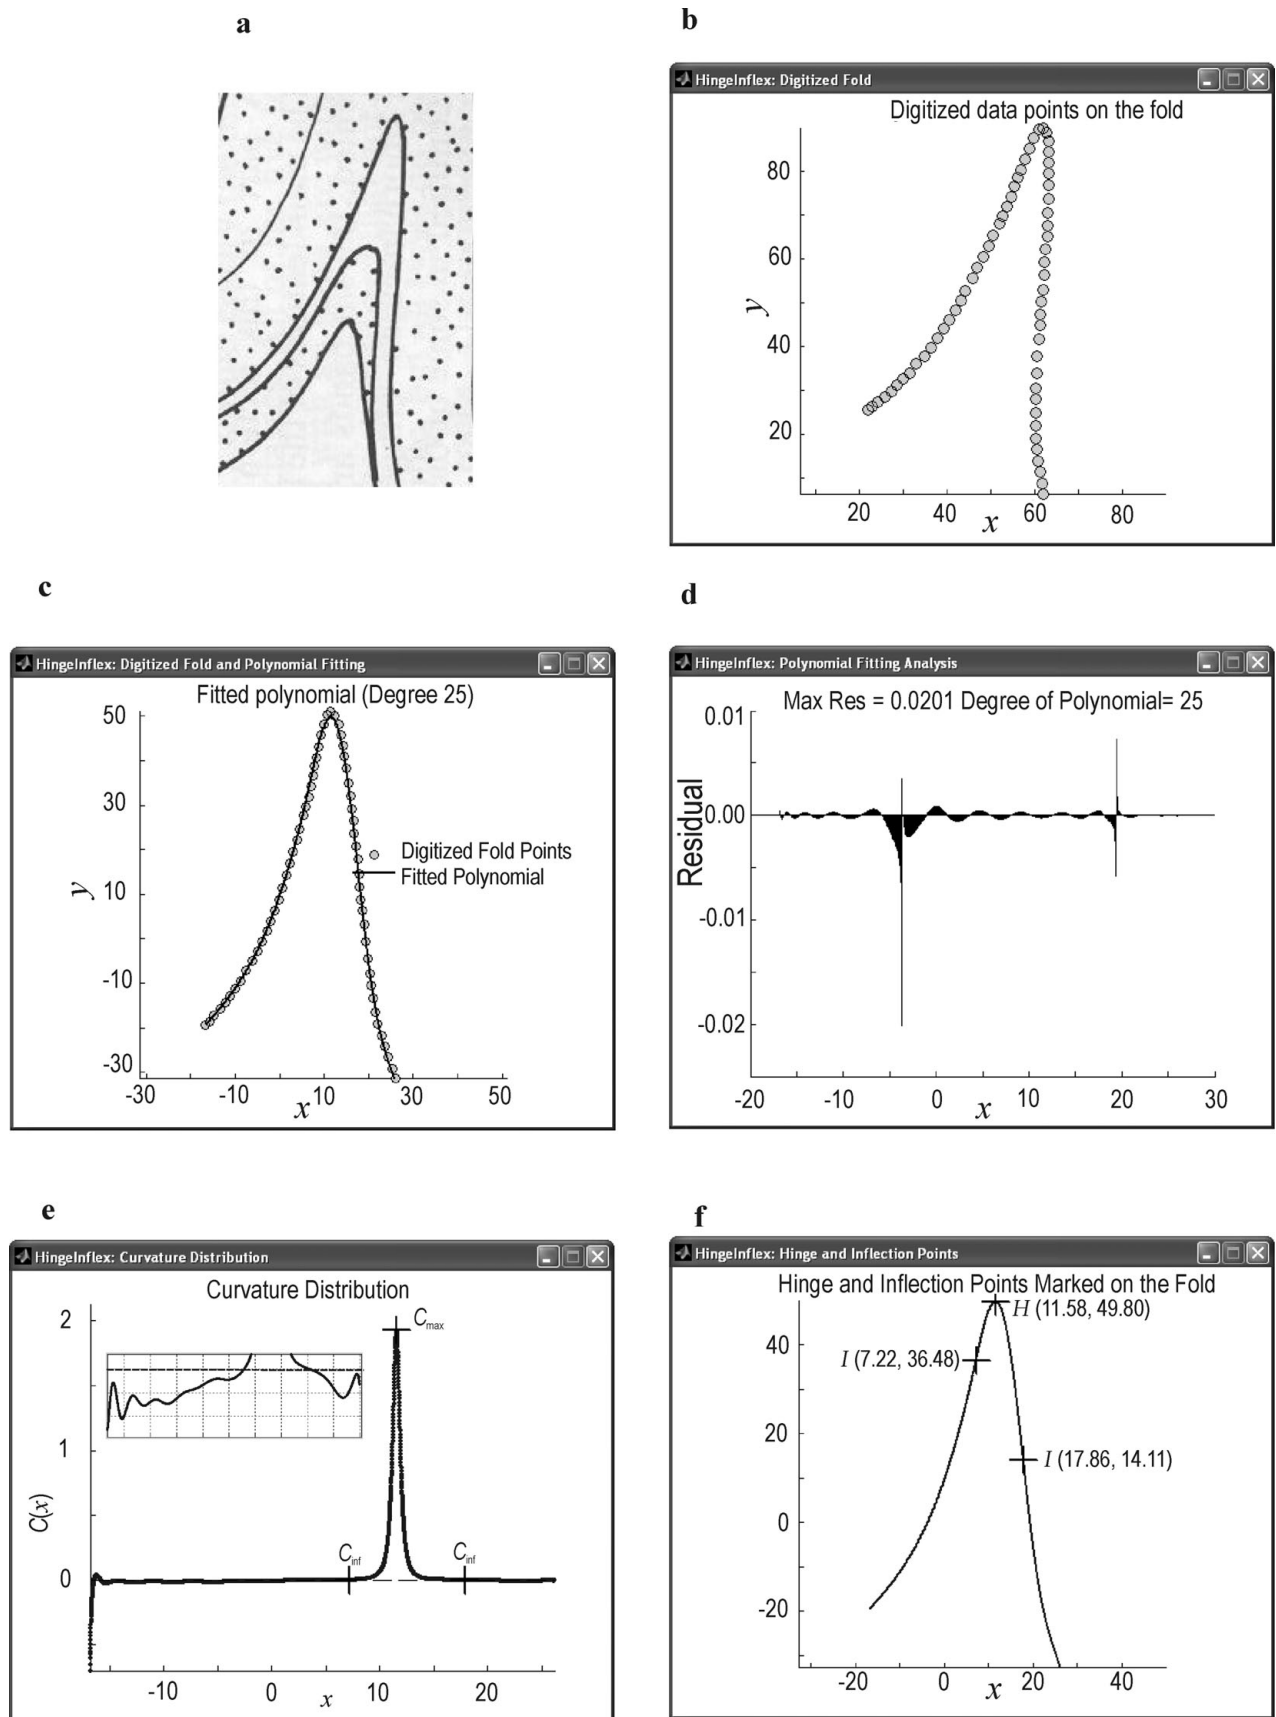 a
b
HingeInflex: Digitized Fold
Digitized data points on the fold
80
60
y
40
20
20 40 x 60 80
c
HingeInflex: Digitized Fold and Polynomial Fitting
Fitted polynomial (Degree 25)
50
30
Digitized Fold Points
Fitted Polynomial
y
10
-10
-30
-30 -10 x 10 30 50
d
HingeInflex: Polynomial Fitting Analysis
Max Res = 0.0201 Degree of Polynomial= 25
0.01
Residual
0.00
-0.01
-0.02
-20 -10 0 x 10 20 30
e
HingeInflex: Curvature Distribution
Curvature Distribution
2
Cmax
1
C(x)
Cinf Cinf
0
-10 0 x 10 20
f
HingeInflex: Hinge and Inflection Points
Hinge and Inflection Points Marked on the Fold
H (11.58, 49.80)
40
I (7.22, 36.48)
20
I (17.86, 14.11)
0
-20
-20 0 x 20 40